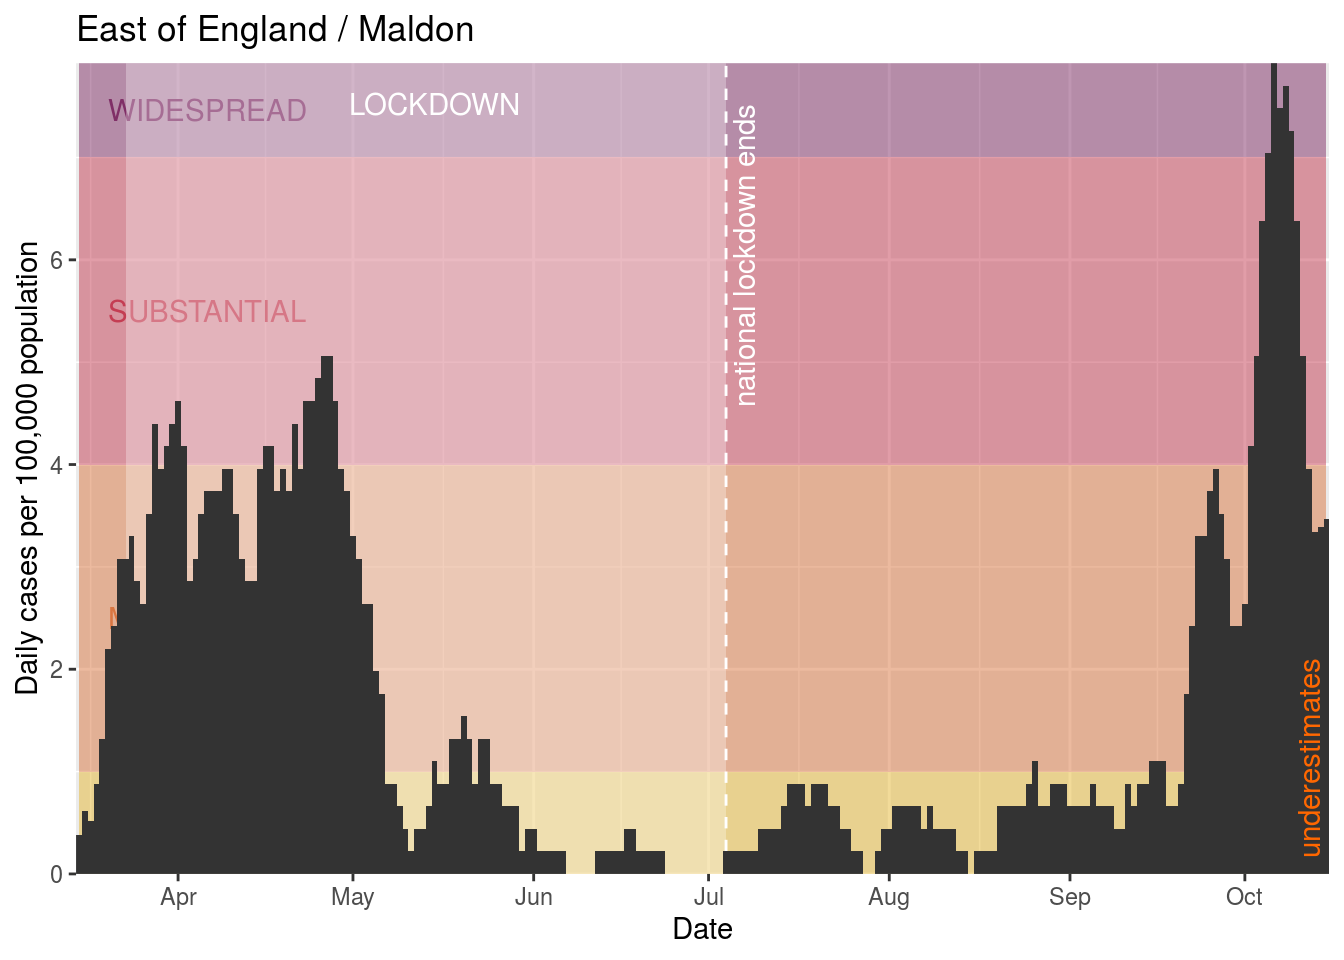 East of England / Maldon
WIDESPREAD
LOCKDOWN
national lockdown ends
SUBSTANTIAL
underestimates
Daily cases per 100,000 population
6
4
2
0
Apr May Jun Jul Aug Sep Oct
Date